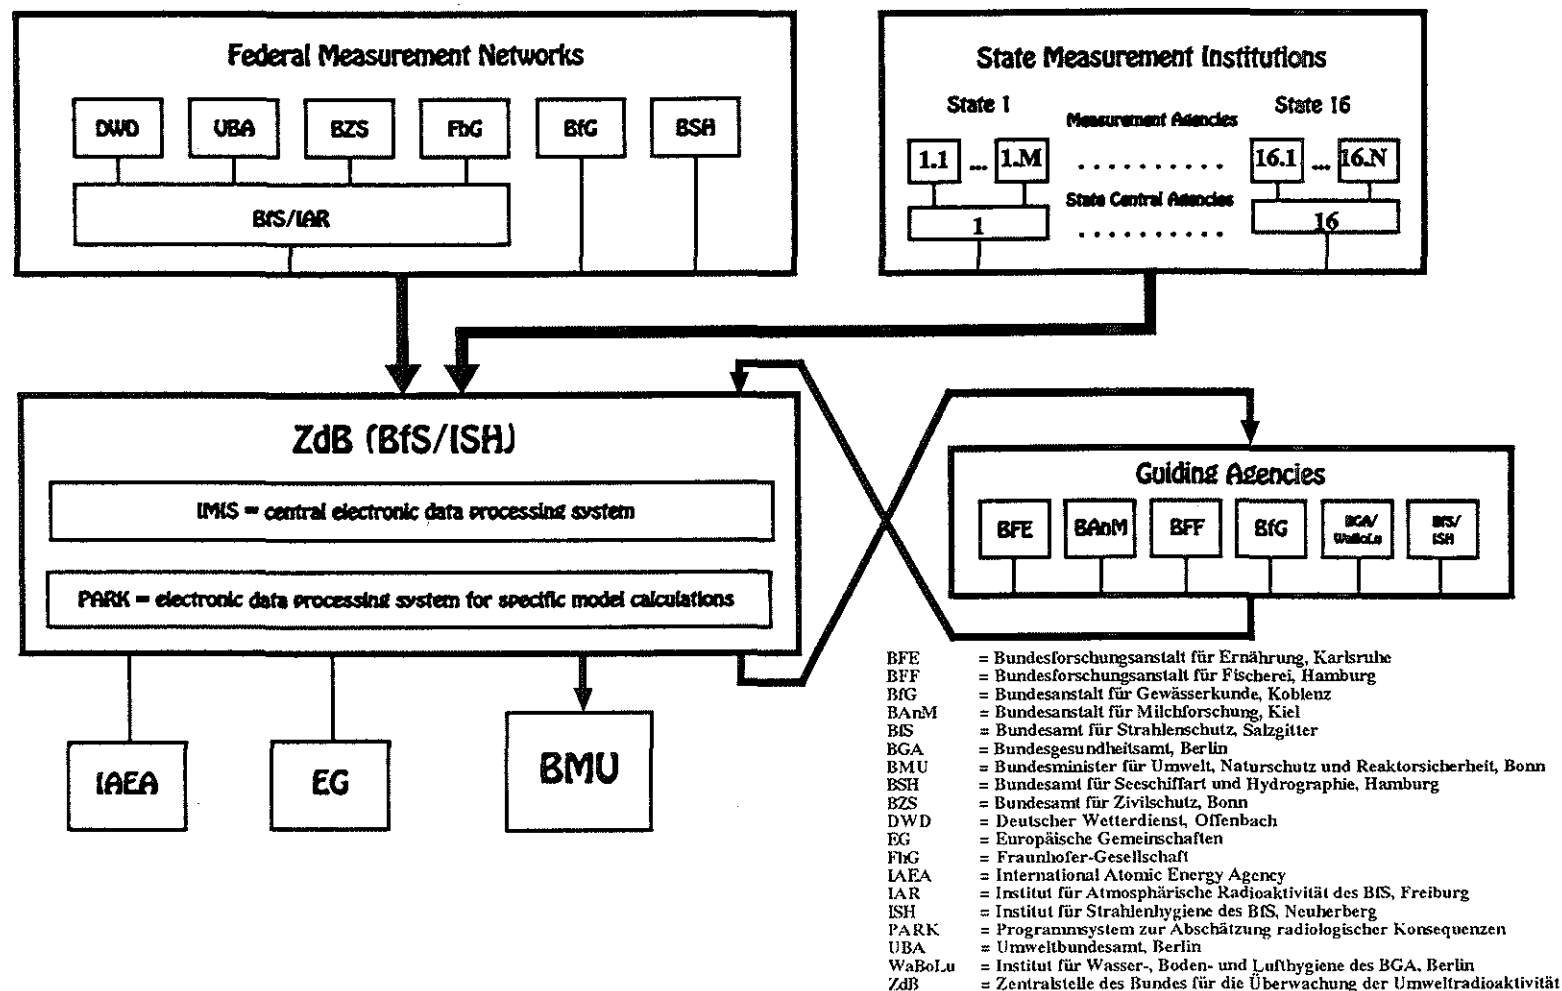 Federal Measurement Networks
DWD UBA BZS FhG BfG BSH
BfS/IAR
State Measurement Institutions
State 1 State 16
Measurement Agencies
1.1 ... 1.M .......... 16.1 ... 16.N
State Central Agencies
1 .......... 16
ZdB (BfS/ISH)
IMIS = central electronic data processing system
PARK = electronic data processing system for specific model calculations
Guiding Agencies
BFE BAnM BFF BfG BGA/ WaBoLu BfS/ ISH
IAEA EG BMU
BFE = Bundesforschungsanstalt für Ernährung, Karlsruhe
BFF = Bundesforschungsanstalt für Fischerei, Hamburg
BfG = Bundesanstalt für Gewässerkunde, Koblenz
BAnM = Bundesanstalt für Milchforschung, Kiel
BfS = Bundesamt für Strahlenschutz, Salzgitter
BGA = Bundesgesundheitsamt, Berlin
BMU = Bundesminister für Umwelt, Naturschutz und Reaktorsicherheit, Bonn
BSH = Bundesamt für Seeschiffart und Hydrographie, Hamburg
BZS = Bundesamt für Zivilschutz, Bonn
DWD = Deutscher Wetterdienst, Offenbach
EG = Europäische Gemeinschaften
FhG = Fraunhofer-Gesellschaft
IAEA = International Atomic Energy Agency
IAR = Institut für Atmosphärische Radioaktivität des BfS, Freiburg
ISH = Institut für Strahlenhygiene des BfS, Neuherberg
PARK = Programmsystem zur Abschätzung radiologischer Konsequenzen
UBA = Umweltbundesamt, Berlin
WaBoLu = Institut für Wasser-, Boden- und Lufthygiene des BGA, Berlin
ZdB = Zentralstelle des Bundes für die Überwachung der Umweltradioaktivität